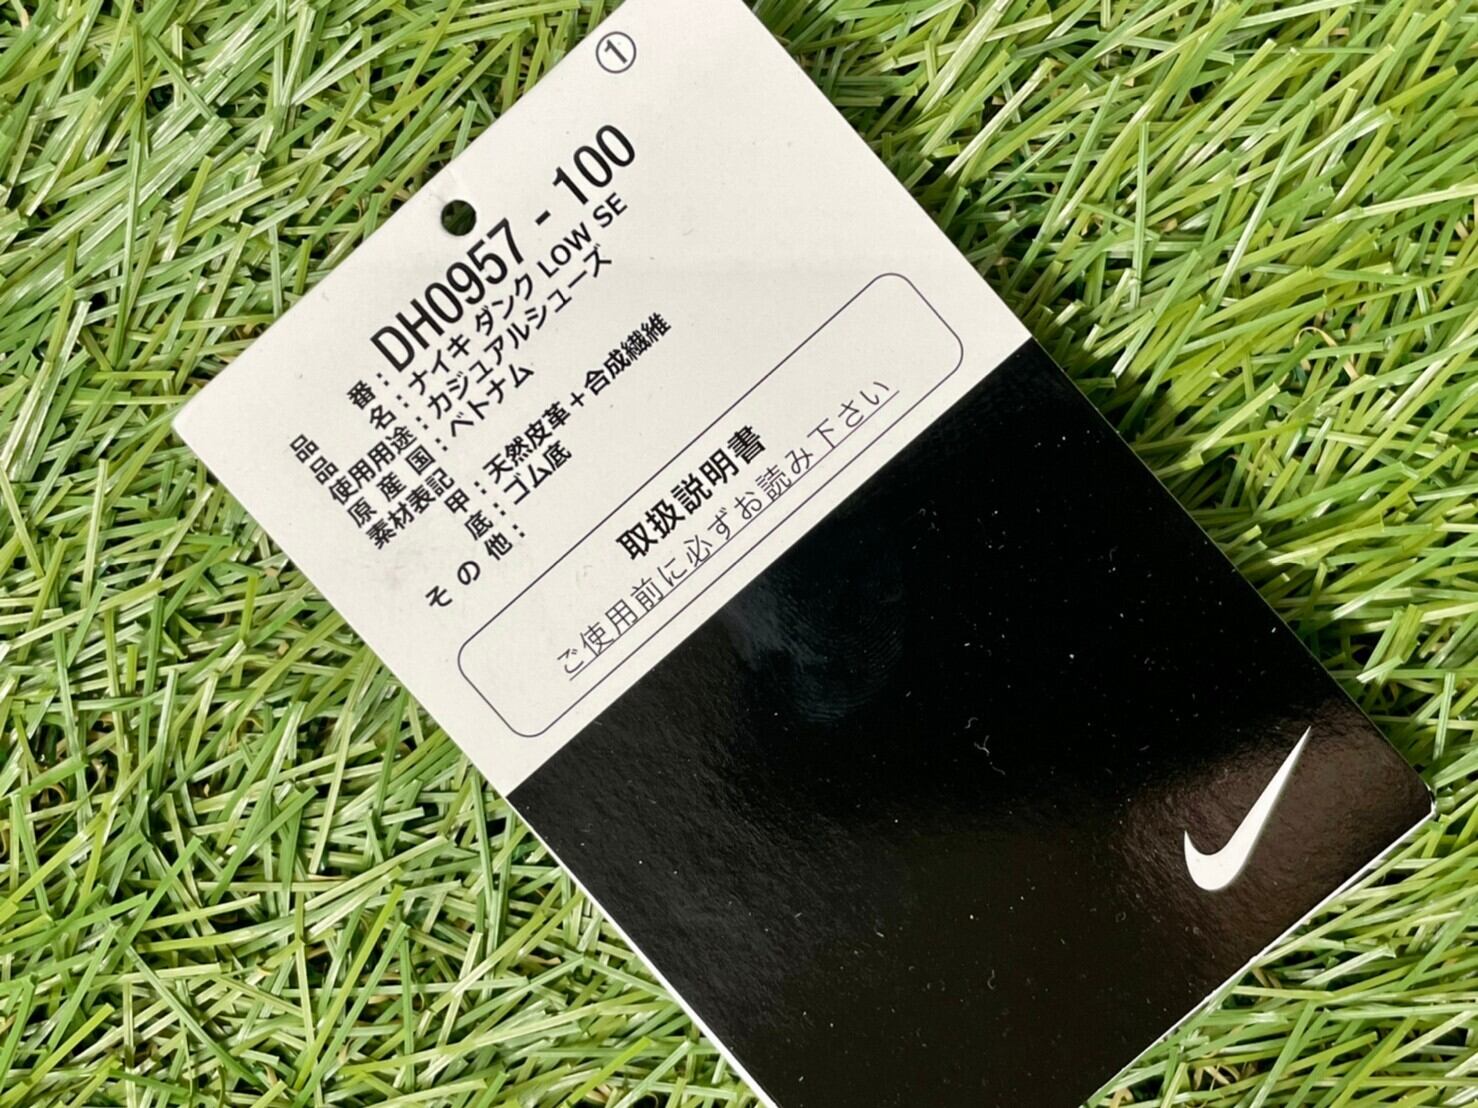 ①
品　番：DH0957 - 100
品　名：ナイキ ダンク LOW SE
使用用途：カジュアルシューズ
原 産 国：ベトナム
素材表記
甲：天然皮革＋合成繊維
底：ゴム底
そ の 他：
取扱説明書
ご使用前に必ずお読み下さい